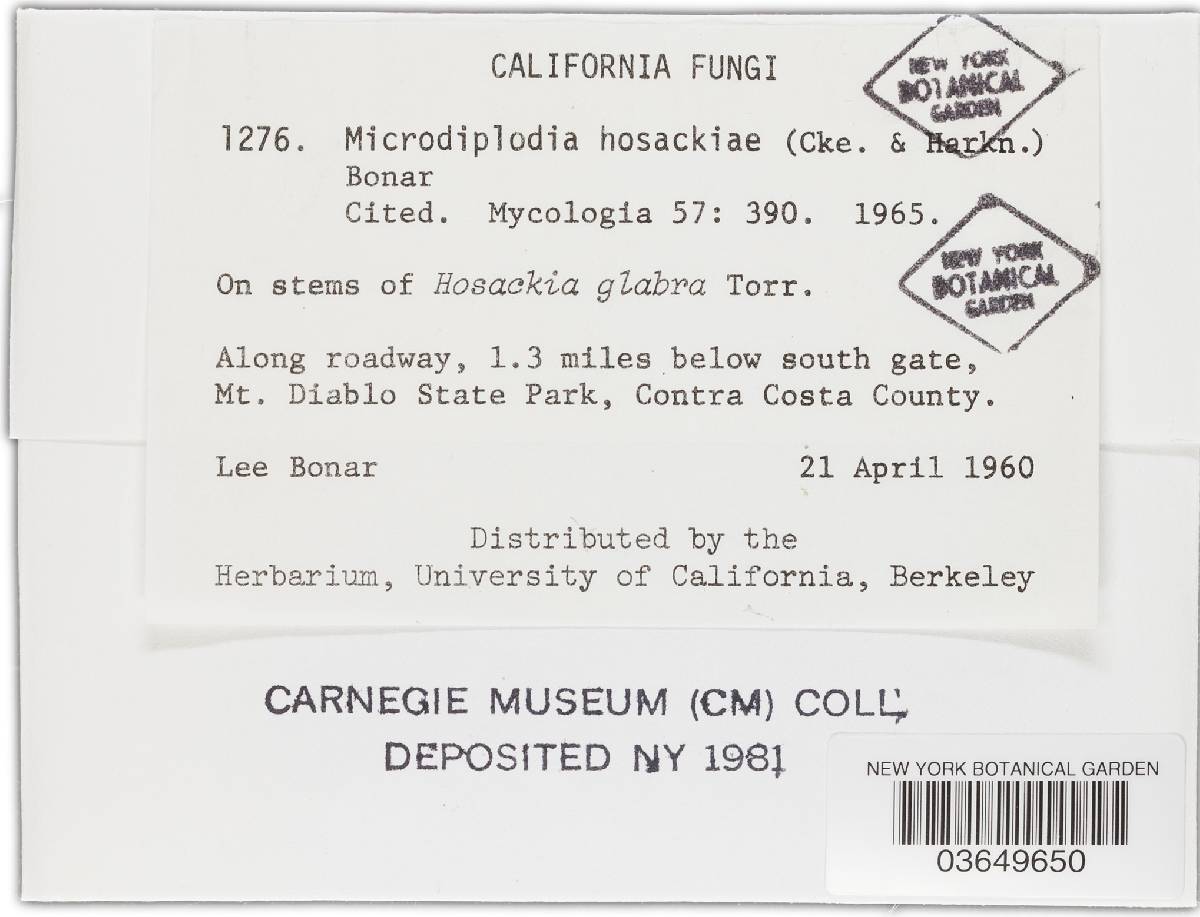 CALIFORNIA FUNGI
NEW YORK
BOTANICAL
GARDEN
1276. Microdiplodia hosackiae (Cke. & Harkn.)
Bonar
Cited. Mycologia 57: 390. 1965.
NEW YORK
BOTANICAL
GARDEN
On stems of Hosackia glabra Torr.
Along roadway, 1.3 miles below south gate,
Mt. Diablo State Park, Contra Costa County.
Lee Bonar 21 April 1960
Distributed by the
Herbarium, University of California, Berkeley
CARNEGIE MUSEUM (CM) COLL.
DEPOSITED NY 1981
NEW YORK BOTANICAL GARDEN
03649650